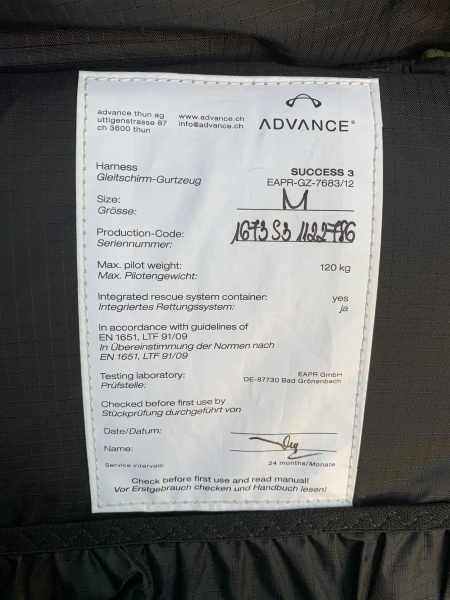 advance thun ag www.advance.ch
uttigenstrasse 87 info@advance.ch
ch 3600 thun
ADVANCE®
Harness SUCCESS 3
Gleitschirm-Gurtzeug EAPR-GZ-7683/12
Size: M
Grösse:
Production-Code: 1673 S3 1122776
Seriennummer:
Max. pilot weight: 120 kg
Max. Pilotengewicht:
Integrated rescue system container: yes
Integriertes Rettungssystem: ja
In accordance with guidelines of
EN 1651, LTF 91/09
In Übereinstimmung der Normen nach
EN 1651, LTF 91/09
Testing laboratory: EAPR GmbH
Prüfstelle: DE-87730 Bad Grönenbach
Checked before first use by
Stückprüfung durchgeführt von
Date/Datum:
Name:
Service intervals: 24 months/Monate
Check before first use and read manual!
Vor Erstgebrauch checken und Handbuch lesen!